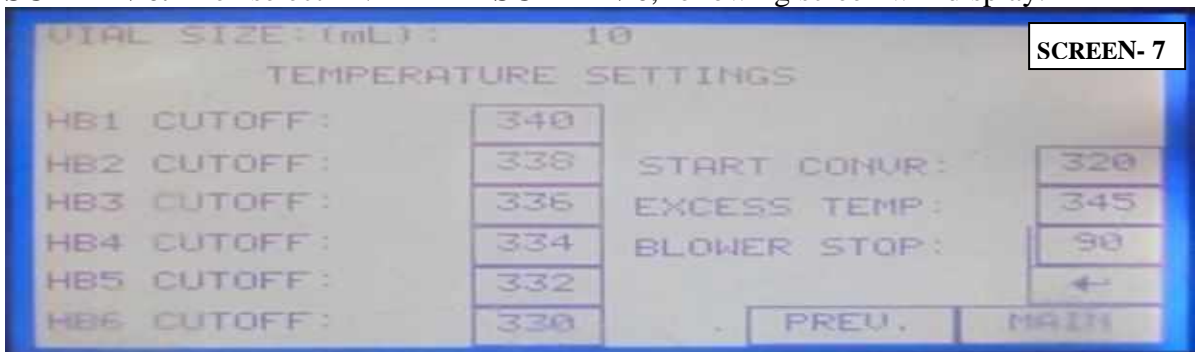 VIAL SIZE:(mL): 10
SCREEN- 7
TEMPERATURE SETTINGS
HB1 CUTOFF: 340
HB2 CUTOFF: 338 START CONVR: 320
HB3 CUTOFF: 336 EXCESS TEMP: 345
HB4 CUTOFF: 334 BLOWER STOP: 90
HB5 CUTOFF: 332 ↵
HB6 CUTOFF: 330 PREV. MAIN